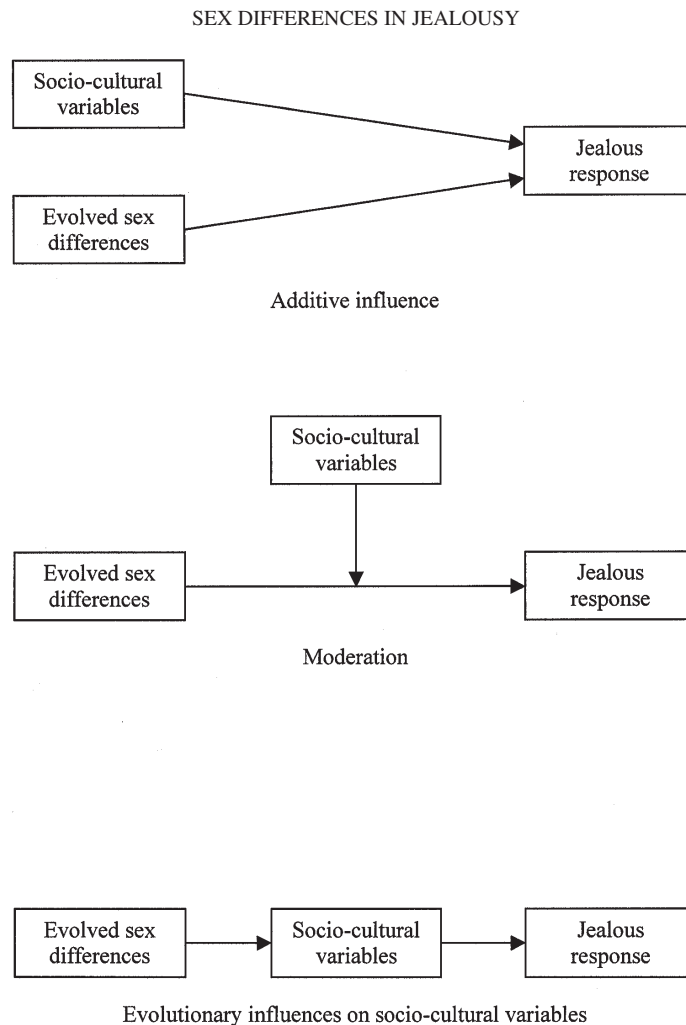 SEX DIFFERENCES IN JEALOUSY
Socio-cultural
variables
Jealous
response
Evolved sex
differences
Additive influence
Socio-cultural
variables
Evolved sex
differences
Jealous
response
Moderation
Evolved sex
differences
Socio-cultural
variables
Jealous
response
Evolutionary influences on socio-cultural variables